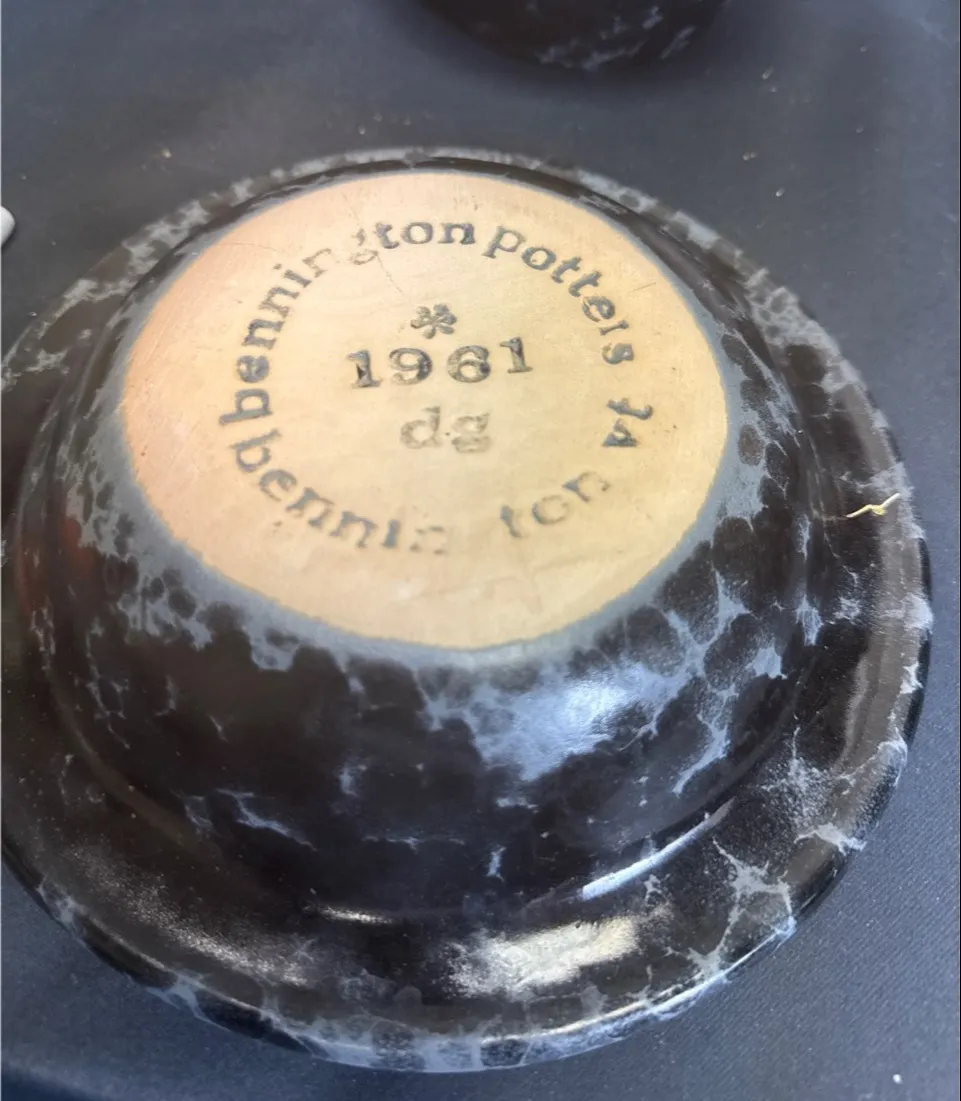 bennington potters
bennington vt
*
1961
dg